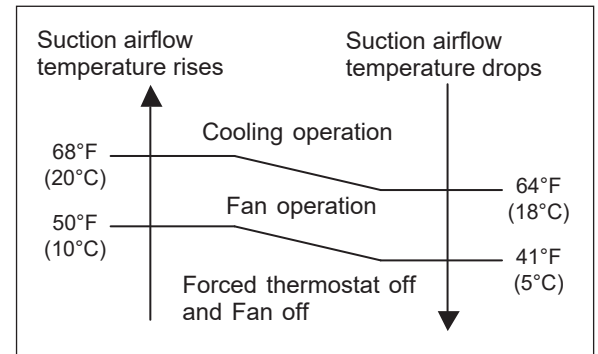 Suction airflow
temperature rises
Suction airflow
temperature drops
Cooling operation
68°F
(20°C)
64°F
(18°C)
Fan operation
50°F
(10°C)
41°F
(5°C)
Forced thermostat off
and Fan off